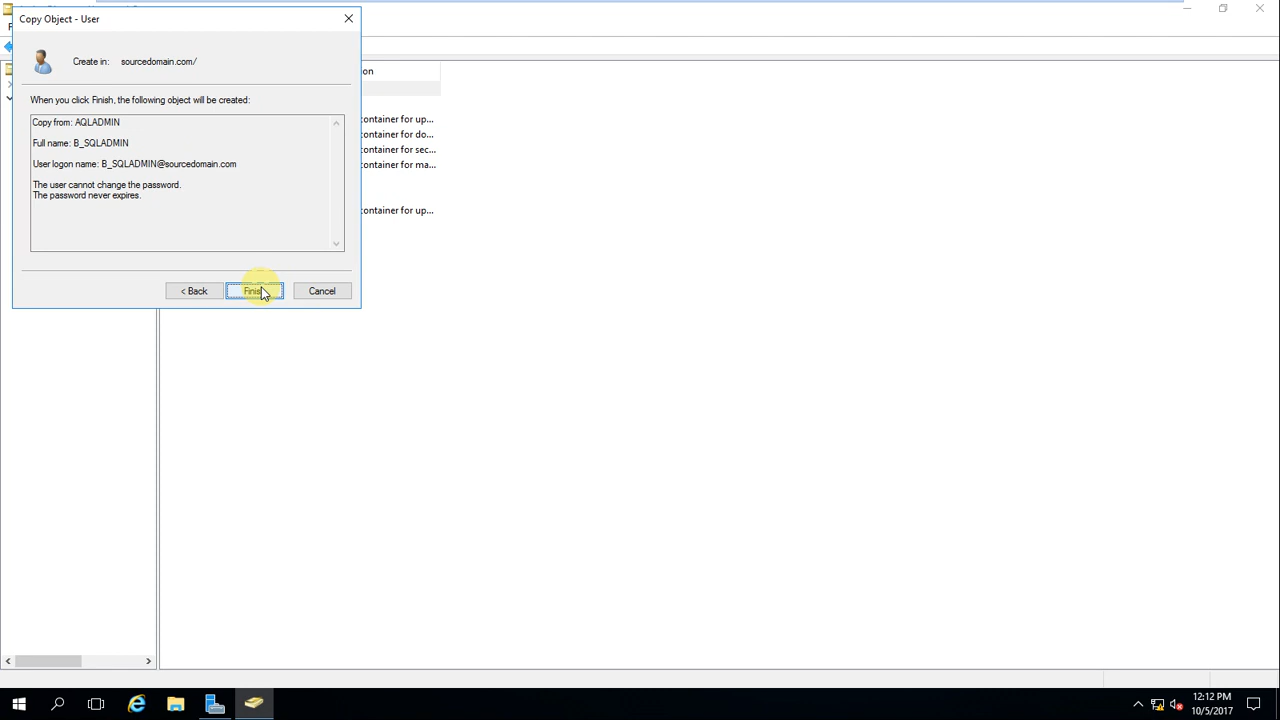 Copy Object - User
Create in: sourcedomain.com/
When you click Finish, the following object will be created:
Copy from: AQLADMIN
Full name: B_SQLADMIN
User logon name: B_SQLADMIN@sourcedomain.com
The user cannot change the password.
The password never expires.
< Back
Finish
Cancel
on
container for up...
container for do...
container for sec...
container for ma...
container for up...
12:12 PM
10/5/2017